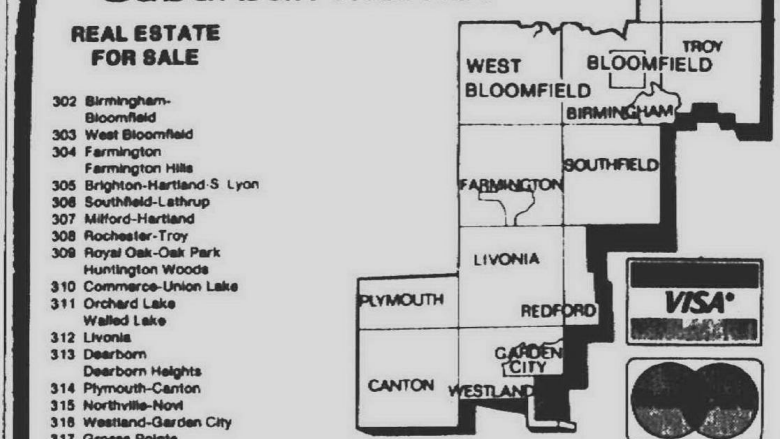 REAL ESTATE
FOR SALE
302 Birmingham-
Bloomfield
303 West Bloomfield
304 Farmington
Farmington Hills
305 Brighton-Hartland-S Lyon
306 Southfield-Lathrup
307 Milford-Hartland
308 Rochester-Troy
309 Royal Oak-Oak Park
Huntington Woods
310 Commerce-Union Lake
311 Orchard Lake
Walled Lake
312 Livonia
313 Dearborn
Dearborn Heights
314 Plymouth-Canton
315 Northville-Novi
316 Westland-Garden City
317 Grosse Pointe
TROY
WEST
BLOOMFIELD
BLOOMFIELD
BIRMINGHAM
SOUTHFIELD
FARMINGTON
LIVONIA
PLYMOUTH
REDFORD
GARDEN
CITY
CANTON
WESTLAND
VISA®